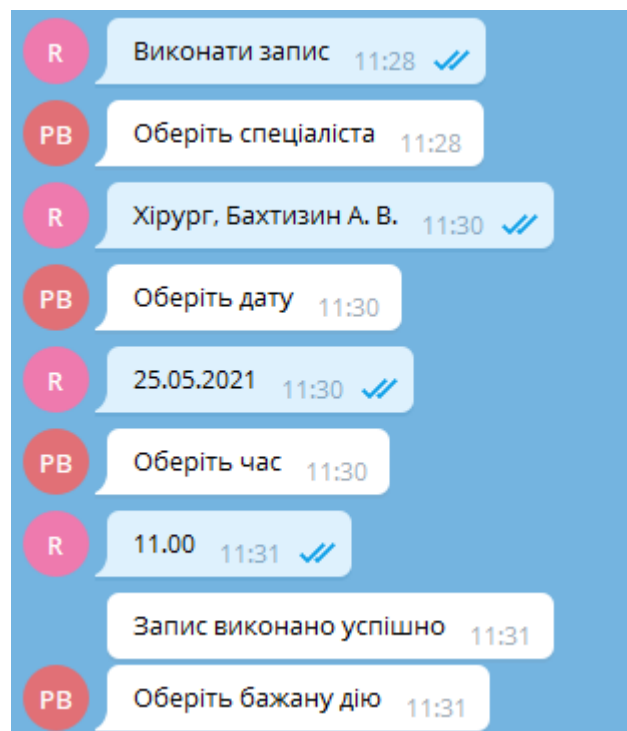 R
Виконати запис 11:28
PB
Оберіть спеціаліста 11:28
R
Хірург, Бахтизин А. В. 11:30
PB
Оберіть дату 11:30
R
25.05.2021 11:30
PB
Оберіть час 11:30
R
11.00 11:31
Запис виконано успішно 11:31
PB
Оберіть бажану дію 11:31